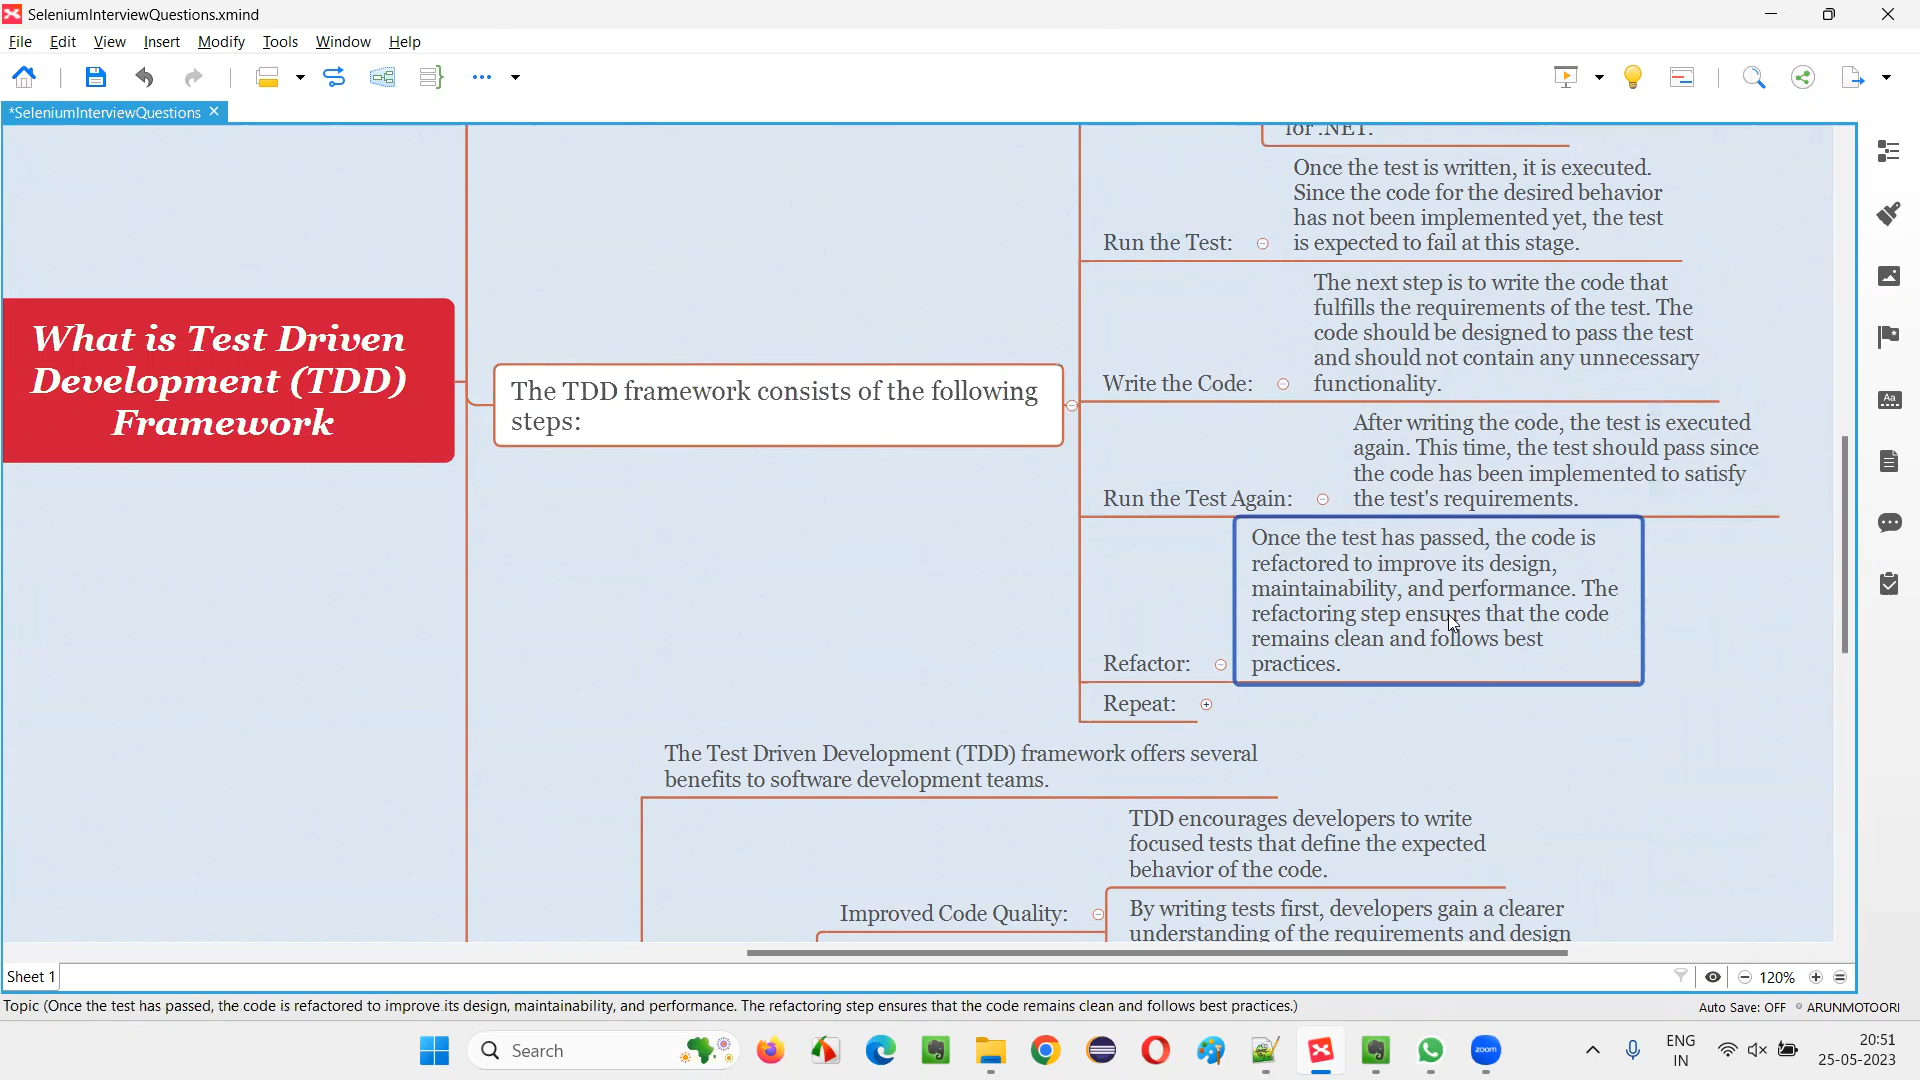 SeleniumInterviewQuestions.xmind
File Edit View Insert Modify Tools Window Help
*SeleniumInterviewQuestions
for .NET.
Once the test is written, it is executed.
Since the code for the desired behavior
has not been implemented yet, the test
is expected to fail at this stage.
Run the Test:
The next step is to write the code that
fulfills the requirements of the test. The
code should be designed to pass the test
and should not contain any unnecessary
functionality.
Write the Code:
What is Test Driven
Development (TDD)
Framework
The TDD framework consists of the following
steps:
After writing the code, the test is executed
again. This time, the test should pass since
the code has been implemented to satisfy
the test's requirements.
Run the Test Again:
Once the test has passed, the code is
refactored to improve its design,
maintainability, and performance. The
refactoring step ensures that the code
remains clean and follows best
practices.
Refactor:
Repeat:
The Test Driven Development (TDD) framework offers several
benefits to software development teams.
TDD encourages developers to write
focused tests that define the expected
behavior of the code.
Improved Code Quality:
By writing tests first, developers gain a clearer
understanding of the requirements and design
Sheet 1
120%
Topic (Once the test has passed, the code is refactored to improve its design, maintainability, and performance. The refactoring step ensures that the code remains clean and follows best practices.)
Auto Save: OFF ARUNMOTOORI
Search
zoom
ENG
IN
20:51
25-05-2023